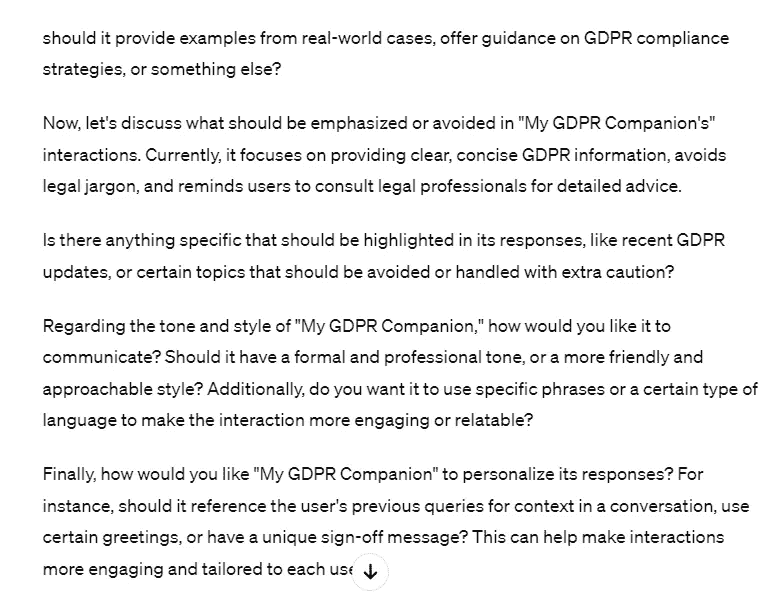 should it provide examples from real-world cases, offer guidance on GDPR compliance
strategies, or something else?
Now, let's discuss what should be emphasized or avoided in "My GDPR Companion's"
interactions. Currently, it focuses on providing clear, concise GDPR information, avoids
legal jargon, and reminds users to consult legal professionals for detailed advice.
Is there anything specific that should be highlighted in its responses, like recent GDPR
updates, or certain topics that should be avoided or handled with extra caution?
Regarding the tone and style of "My GDPR Companion," how would you like it to
communicate? Should it have a formal and professional tone, or a more friendly and
approachable style? Additionally, do you want it to use specific phrases or a certain type of
language to make the interaction more engaging or relatable?
Finally, how would you like "My GDPR Companion" to personalize its responses? For
instance, should it reference the user's previous queries for context in a conversation, use
certain greetings, or have a unique sign-off message? This can help make interactions
more engaging and tailored to each use